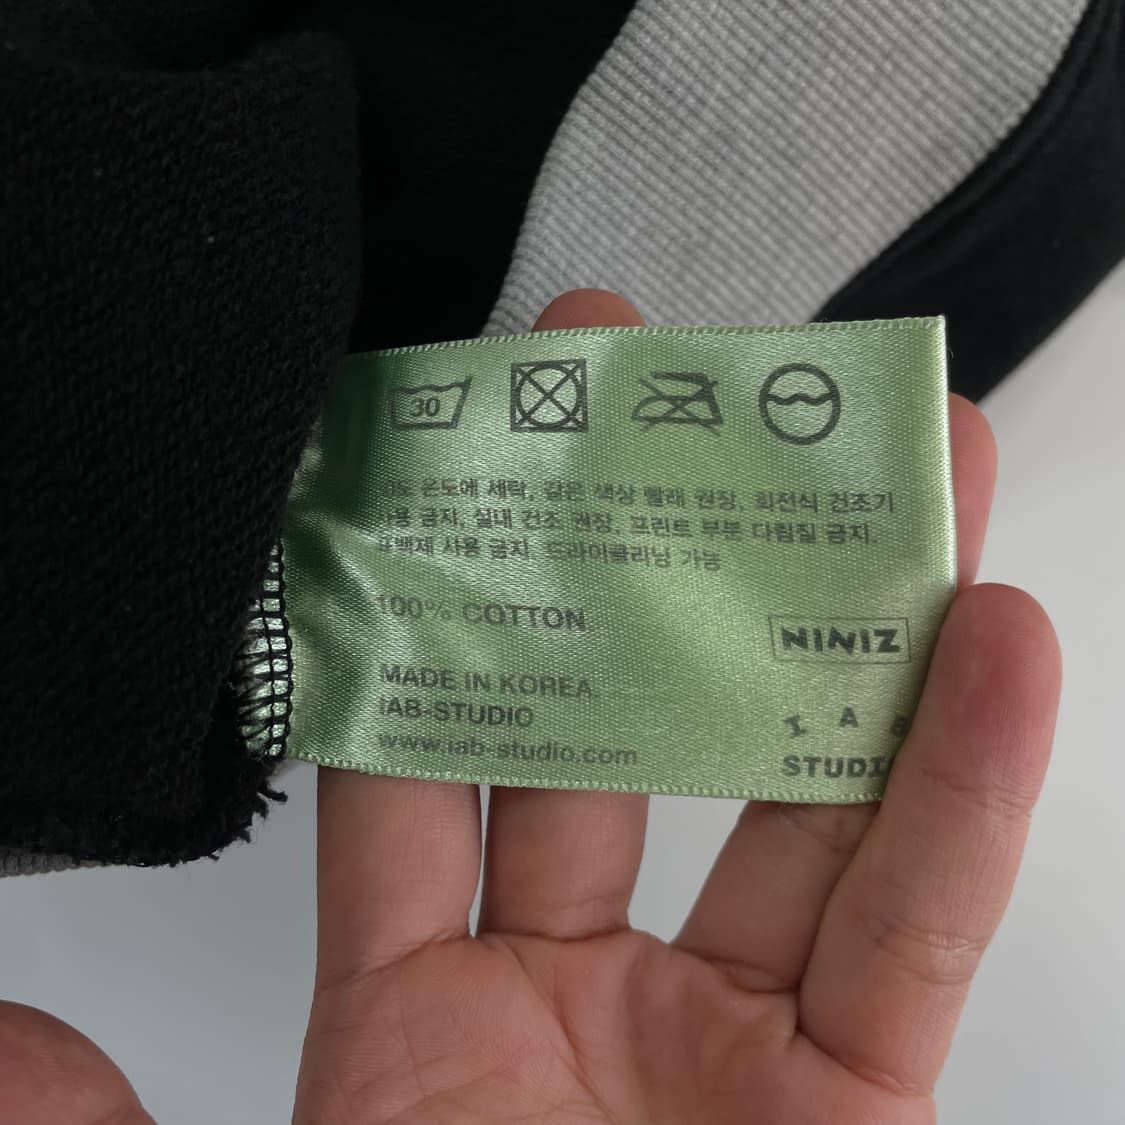 30
온도에 세탁, 같은 색상 빨래 권장, 회전식 건조기
사용 금지, 실내 건조 권장, 프린트 부분 다림질 금지,
표백제 사용 금지, 드라이클리닝 가능
100% COTTON
NINIZ
MADE IN KOREA
IAB-STUDIO
www.iab-studio.com
I A B
STUDI